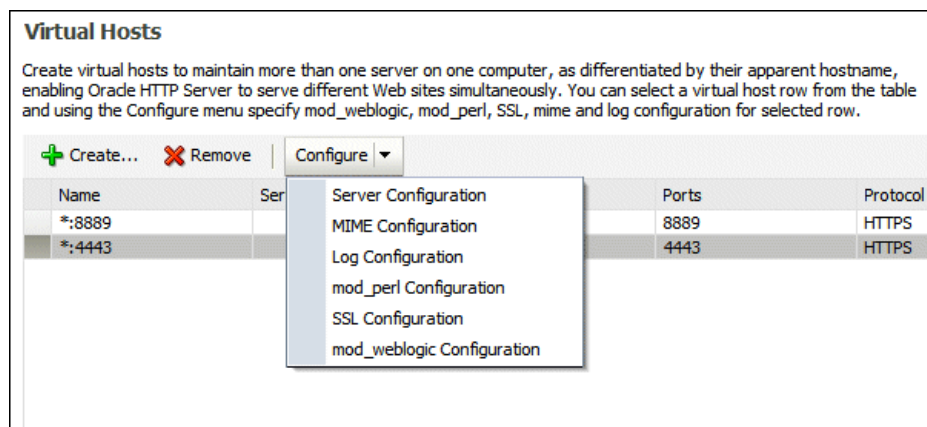 Virtual Hosts
Create virtual hosts to maintain more than one server on one computer, as differentiated by their apparent hostname,
enabling Oracle HTTP Server to serve different Web sites simultaneously. You can select a virtual host row from the table
and using the Configure menu specify mod_weblogic, mod_perl, SSL, mime and log configuration for selected row.
Create... Remove Configure
Name Ser Ports Protocol
*:8889 8889 HTTPS
*:4443 4443 HTTPS
Server Configuration
MIME Configuration
Log Configuration
mod_perl Configuration
SSL Configuration
mod_weblogic Configuration